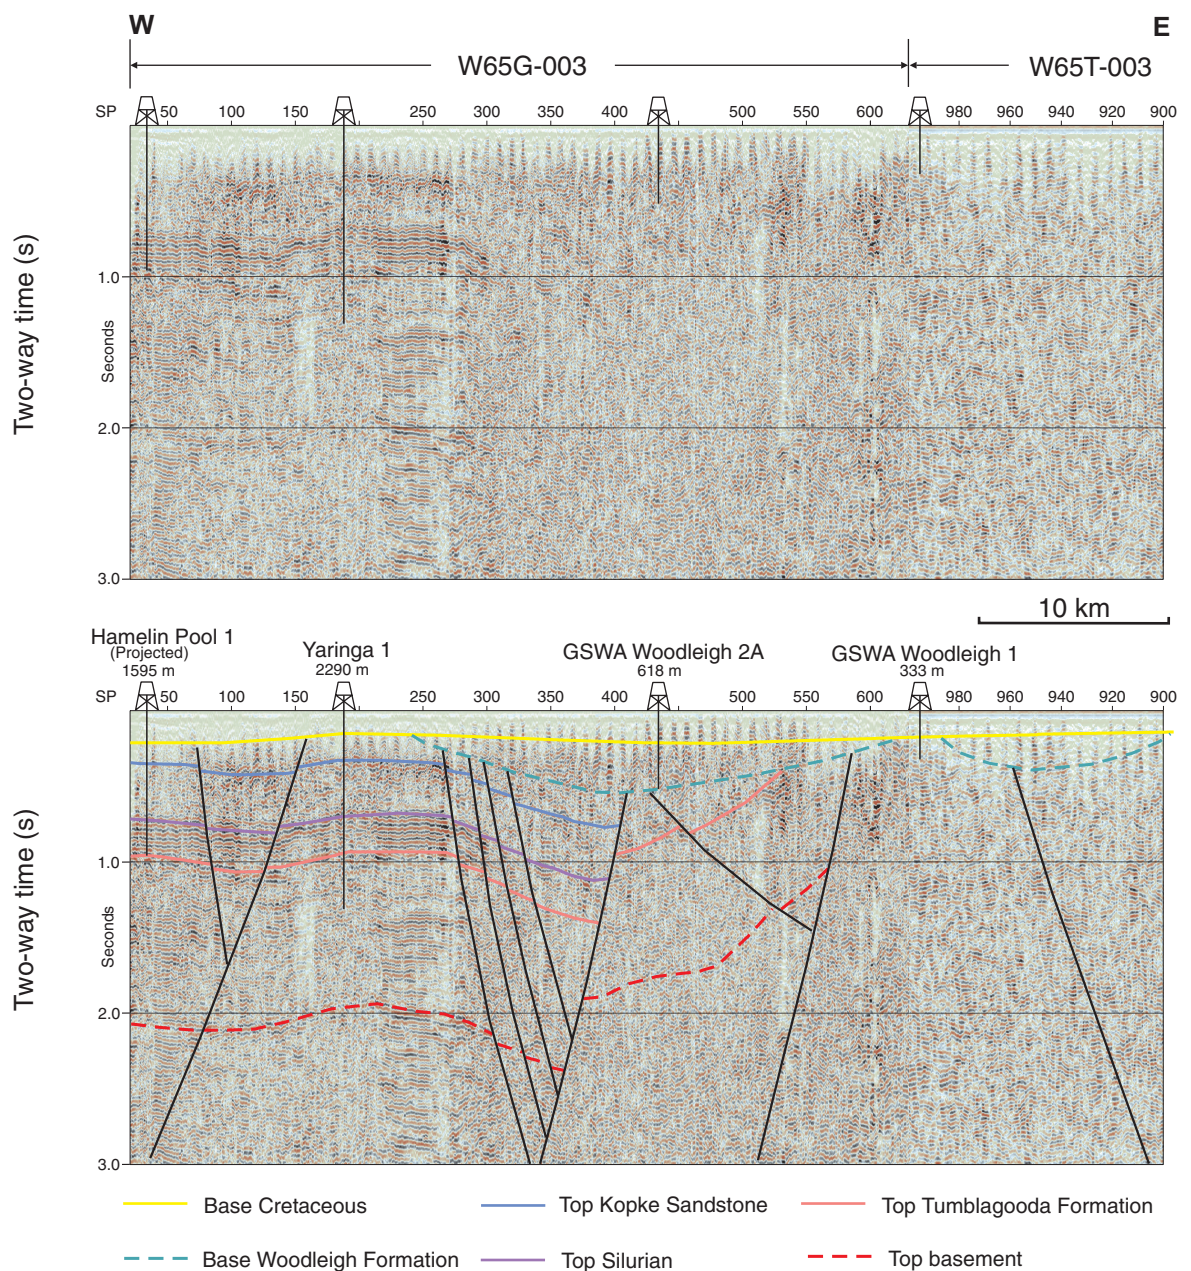 W E
W65G-003 W65T-003
SP 50 100 150 250 300 350 400 500 550 600 980 960 940 920 900
Two-way time (s)
Seconds
1.0
2.0
3.0
10 km
Hamelin Pool 1
(Projected)
1595 m
Yaringa 1
2290 m
GSWA Woodleigh 2A
618 m
GSWA Woodleigh 1
333 m
SP 50 100 150 250 300 350 400 500 550 600 980 960 940 920 900
Two-way time (s)
Seconds
1.0
2.0
3.0
Base Cretaceous Top Kopke Sandstone Top Tumblagooda Formation
Base Woodleigh Formation Top Silurian Top basement